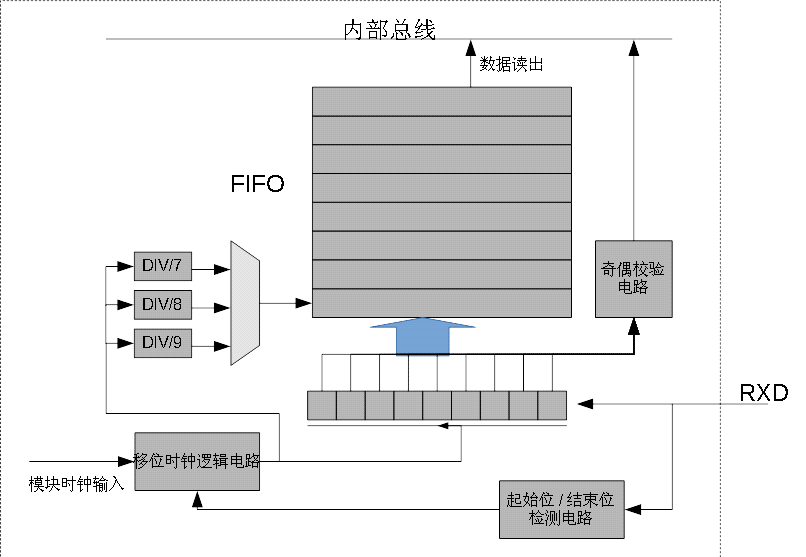 内部总线
数据读出
FIFO
DIV/7
DIV/8
DIV/9
奇偶校验
电路
RXD
移位时钟逻辑电路
模块时钟输入
起始位/结束位
检测电路